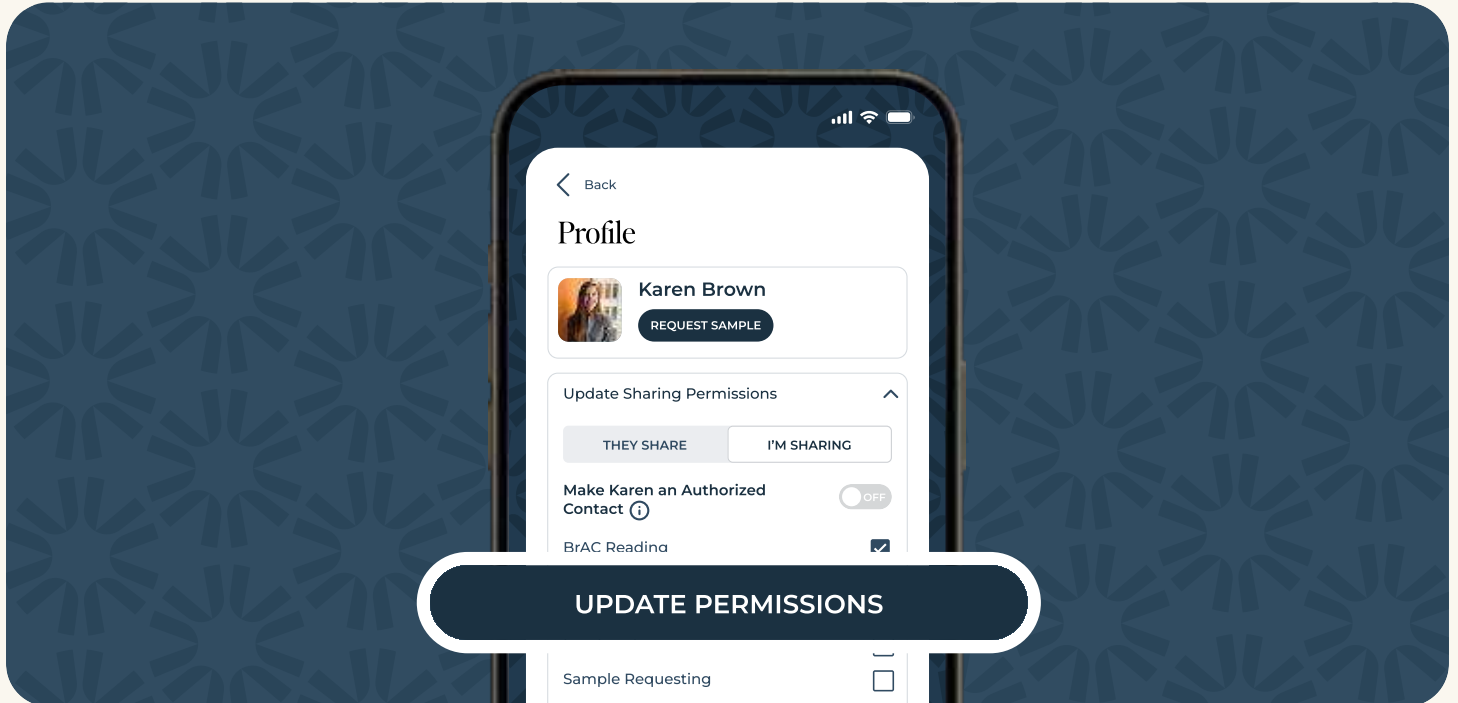 Back
Profile
Karen Brown
REQUEST SAMPLE
Update Sharing Permissions
THEY SHARE
I'M SHARING
Make Karen an Authorized
Contact
OFF
BrAC Reading
UPDATE PERMISSIONS
Sample Requesting